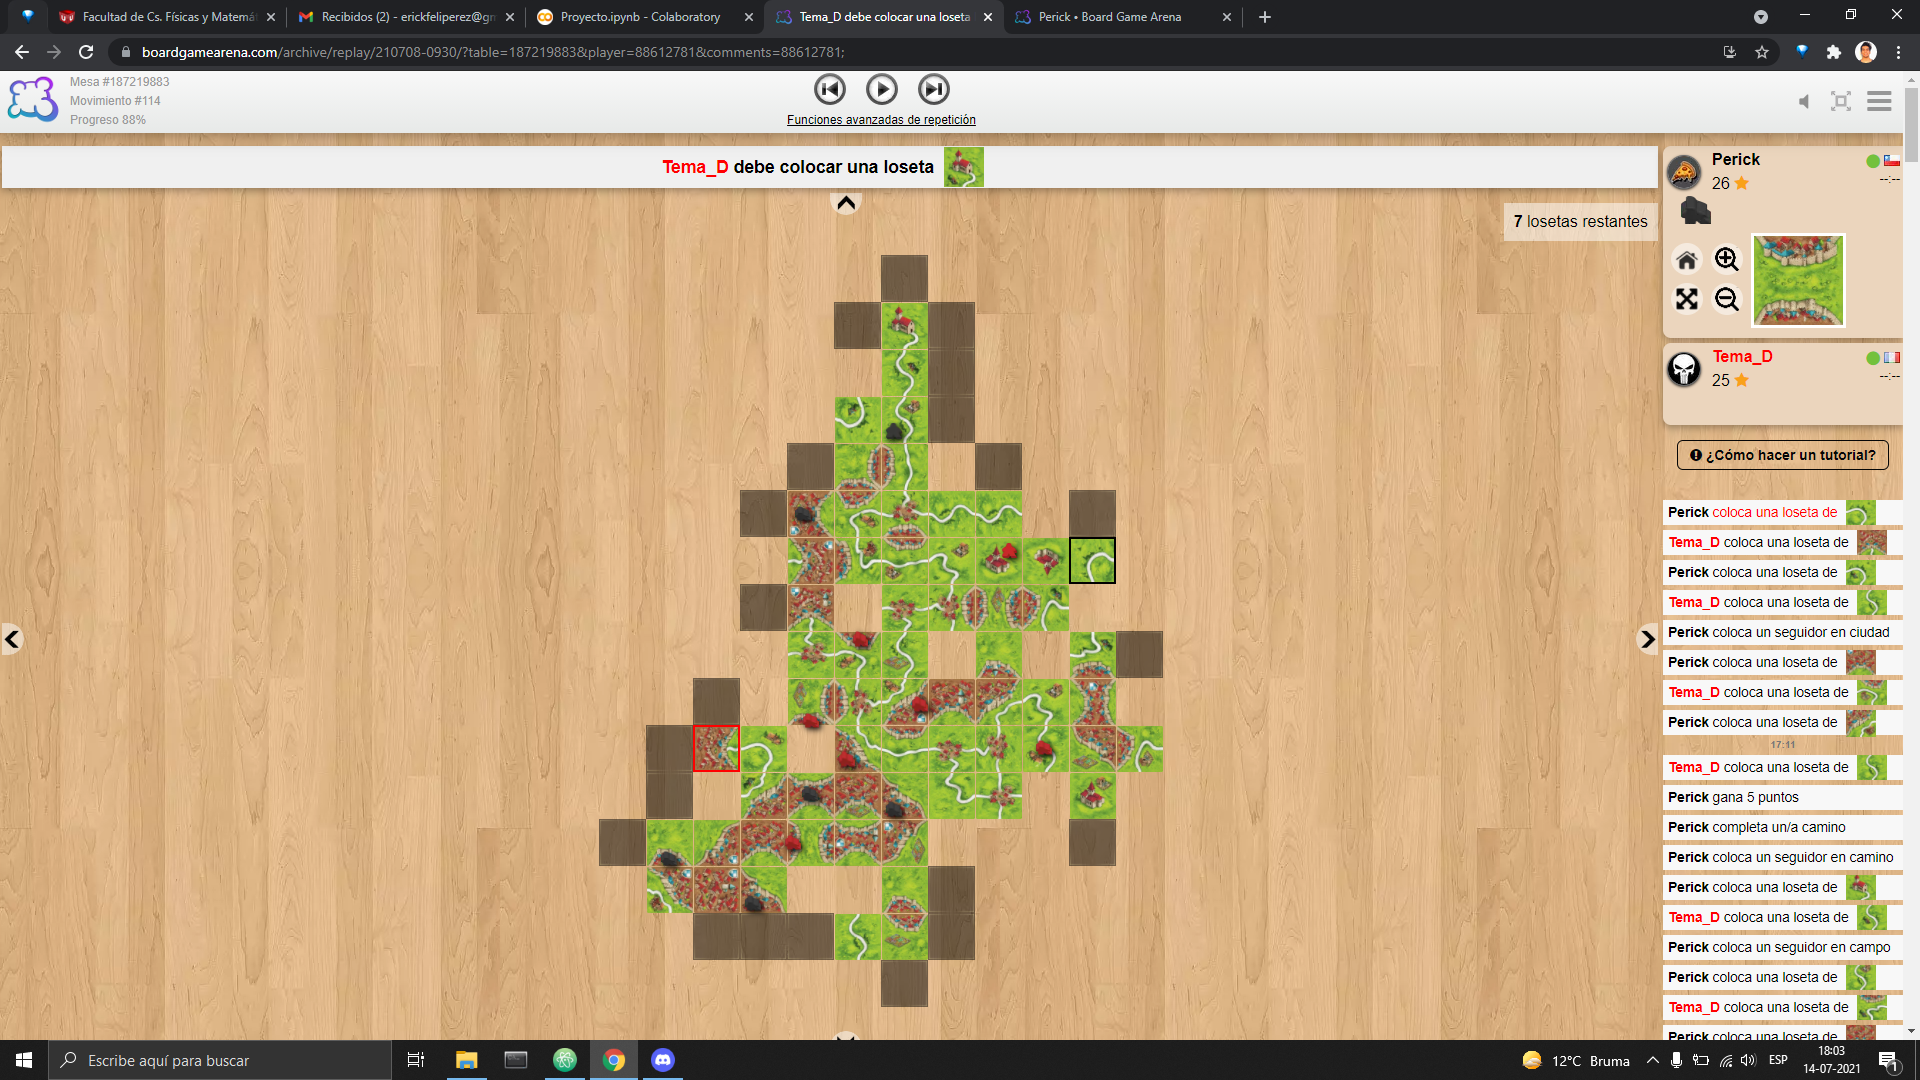 Facultad de Cs. Físicas y Matemá
Recibidos (2) - erickfeliperez@gm
Proyecto.ipynb - Colaboratory
Tema_D debe colocar una loseta
Perick • Board Game Arena
boardgamearena.com/archive/replay/210708-0930/?table=187219883&player=88612781&comments=88612781;
Mesa #187219883
Movimiento #114
Progreso 88%
Funciones avanzadas de repetición
Tema_D debe colocar una loseta
7 losetas restantes
Perick
26
--:--
Tema_D
25
--:--
¿Cómo hacer un tutorial?
Perick coloca una loseta de
Tema_D coloca una loseta de
Perick coloca una loseta de
Tema_D coloca una loseta de
Perick coloca un seguidor en ciudad
Perick coloca una loseta de
Tema_D coloca una loseta de
Perick coloca una loseta de
17:11
Tema_D coloca una loseta de
Perick gana 5 puntos
Perick completa un/a camino
Perick coloca un seguidor en camino
Perick coloca una loseta de
Tema_D coloca una loseta de
Perick coloca un seguidor en campo
Perick coloca una loseta de
Tema_D coloca una loseta de
Perick coloca una loseta de
Escribe aquí para buscar
12°C Bruma
ESP
18:03
14-07-2021
1